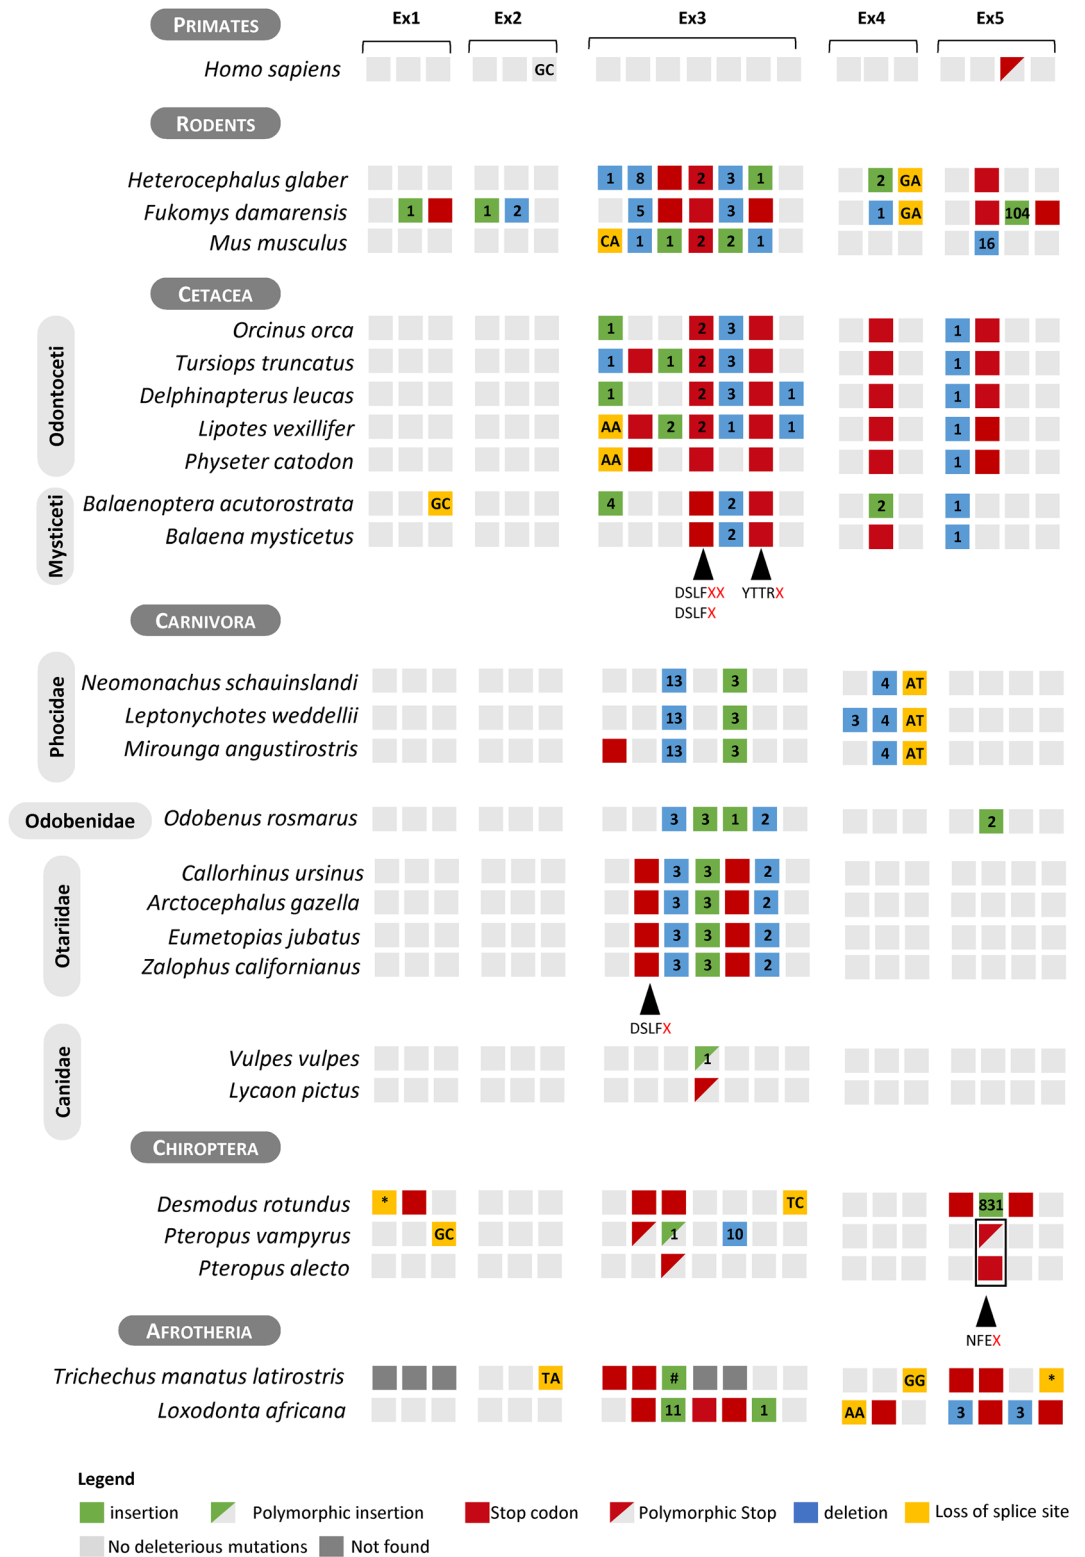 PRIMATES Ex1 Ex2 Ex3 Ex4 Ex5
Homo sapiens GC
RODENTS
Heterocephalus glaber 1 8 2 3 1 2 GA
Fukomys damarensis 1 1 2 5 3 1 GA 104
Mus musculus CA 1 1 2 2 1 16
CETACEA
Odontoceti
Orcinus orca 1 2 3 1
Tursiops truncatus 1 1 2 3 1
Delphinapterus leucas 1 2 3 1 1
Lipotes vexillifer AA 2 2 1 1 1
Physeter catodon AA 1
Mysticeti
Balaenoptera acutorostrata GC 4 2 2 1
Balaena mysticetus 2 1
DSLFXX YTTRX
DSLFX
CARNIVORA
Phocidae
Neomonachus schauinslandi 13 3 4 AT
Leptonychotes weddellii 13 3 3 4 AT
Mirounga angustirostris 13 3 4 AT
Odobenidae Odobenus rosmarus 3 3 1 2 2
Otariidae
Callorhinus ursinus 3 3 2
Arctocephalus gazella 3 3 2
Eumetopias jubatus 3 3 2
Zalophus californianus 3 3 2
DSLFX
Canidae
Vulpes vulpes 1
Lycaon pictus
CHIROPTERA
Desmodus rotundus * TC 831
Pteropus vampyrus GC 1 10
Pteropus alecto
NFEX
AFROTHERIA
Trichechus manatus latirostris TA # GG *
Loxodonta africana 11 1 AA 3 3
Legend
insertion Polymorphic insertion Stop codon Polymorphic Stop deletion Loss of splice site
No deleterious mutations Not found